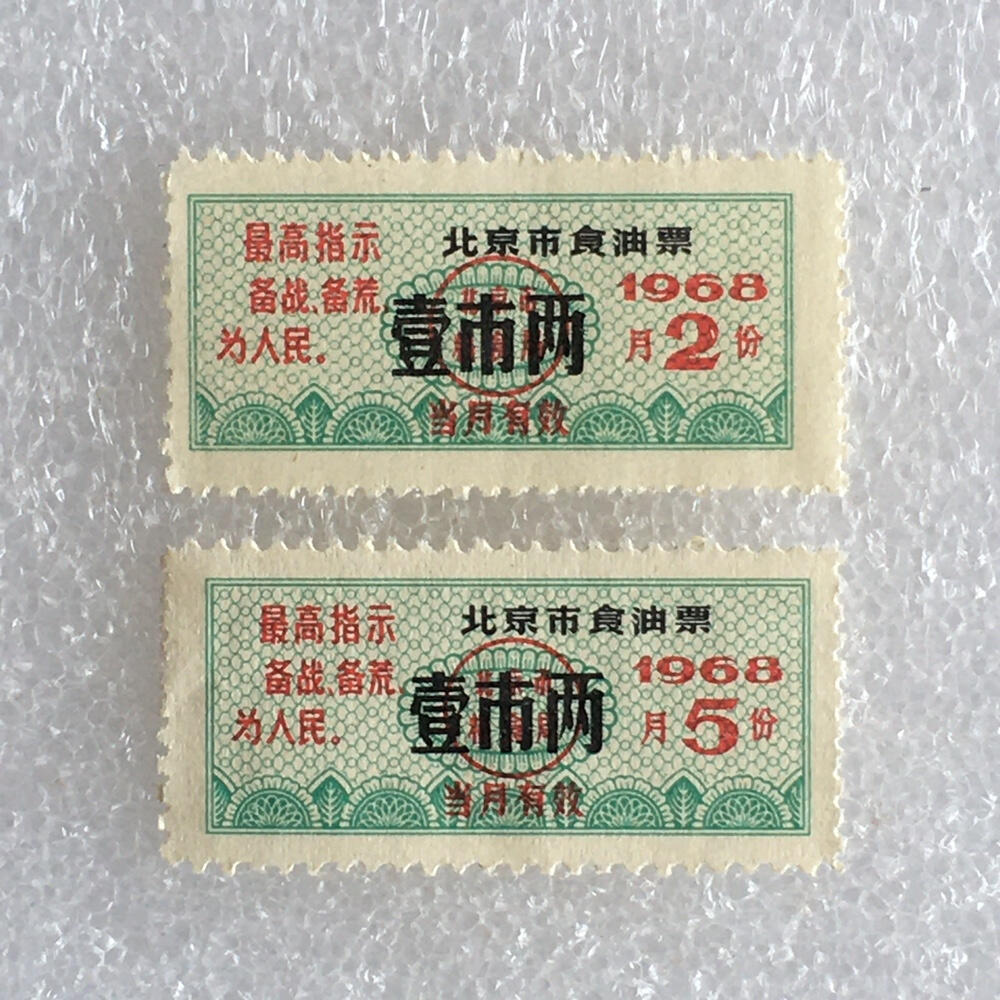 最高指示
备战、备荒、
为人民。
北京市食油票
壹市两
当月有效
1968
月2份
最高指示
备战、备荒、
为人民。
北京市食油票
壹市两
当月有效
1968
月5份